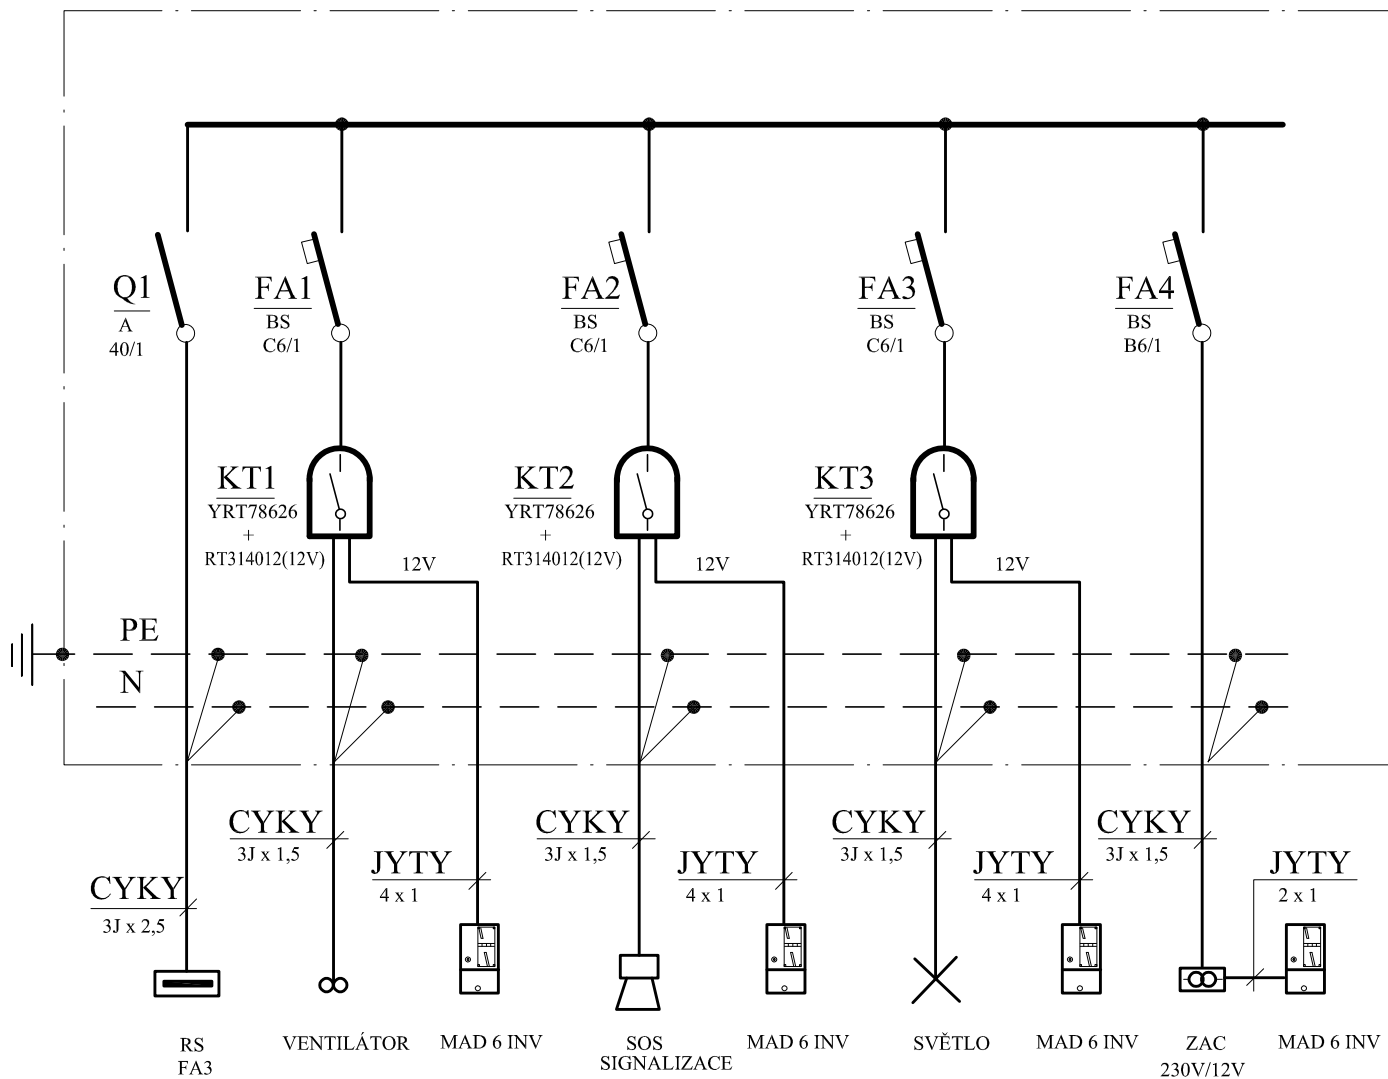 Q1
A
40/1
FA1
BS
C6/1
FA2
BS
C6/1
FA3
BS
C6/1
FA4
BS
B6/1
KT1
YRT78626
+
RT314012(12V)
12V
KT2
YRT78626
+
RT314012(12V)
12V
KT3
YRT78626
+
RT314012(12V)
12V
PE
N
CYKY
3J x 2,5
CYKY
3J x 1,5
JYTY
4 x 1
CYKY
3J x 1,5
JYTY
4 x 1
CYKY
3J x 1,5
JYTY
4 x 1
CYKY
3J x 1,5
JYTY
2 x 1
RS
FA3
VENTILÁTOR
MAD 6 INV
SOS
SIGNALIZACE
MAD 6 INV
SVĚTLO
MAD 6 INV
ZAC
230V/12V
MAD 6 INV